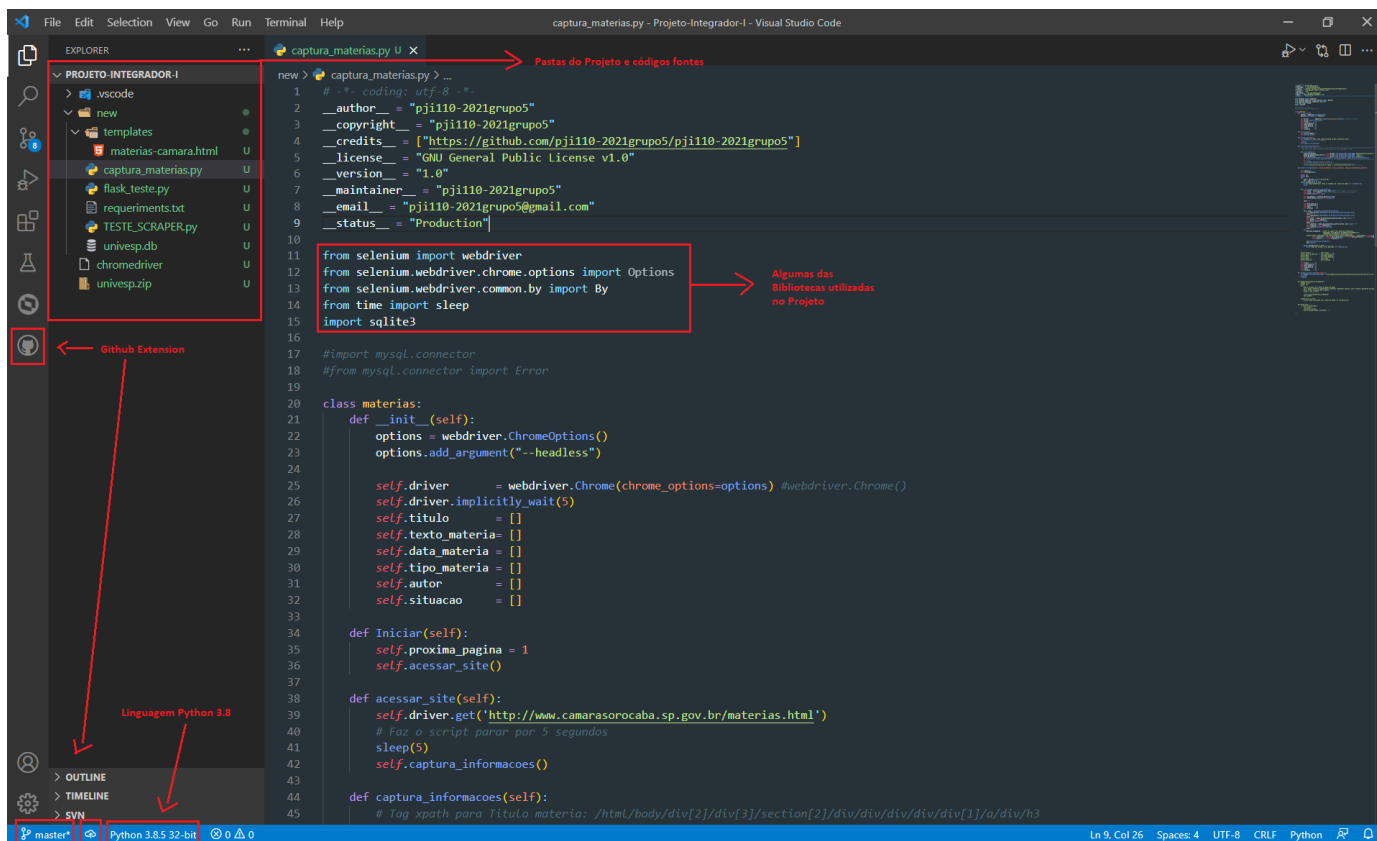 File Edit Selection View Go Run Terminal Help
captura_materias.py - Projeto-Integrador-I - Visual Studio Code
EXPLORER
captura_materias.py U
Pastas do Projeto e códigos fontes
PROJETO-INTEGRADOR-I
.vscode
new
templates
materias-camara.html U
captura_materias.py U
flask_teste.py U
requeriments.txt U
TESTE_SCRAPER.py U
univesp.db U
chromedriver U
univesp.zip U
8
Github Extension
Linguagem Python 3.8
OUTLINE
TIMELINE
SVN
new > captura_materias.py > ...
1 # -*- coding: utf-8 -*-
2 __author__ = "pji110-2021grupo5"
3 __copyright__ = "pji110-2021grupo5"
4 __credits__ = ["https://github.com/pji110-2021grupo5/pji110-2021grupo5"]
5 __license__ = "GNU General Public License v1.0"
6 __version__ = "1.0"
7 __maintainer__ = "pji110-2021grupo5"
8 __email__ = "pji110-2021grupo5@gmail.com"
9 __status__ = "Production"
10
11 from selenium import webdriver
12 from selenium.webdriver.chrome.options import Options
13 from selenium.webdriver.common.by import By
14 from time import sleep
15 import sqlite3
Algumas das
Bibliotecas utilizadas
no Projeto
16
17 #import mysql.connector
18 #from mysql.connector import Error
19
20 class materias:
21 def __init__(self):
22 options = webdriver.ChromeOptions()
23 options.add_argument("--headless")
24
25 self.driver = webdriver.Chrome(chrome_options=options) #webdriver.Chrome()
26 self.driver.implicitly_wait(5)
27 self.titulo = []
28 self.texto_materia= []
29 self.data_materia = []
30 self.tipo_materia = []
31 self.autor = []
32 self.situacao = []
33
34 def Iniciar(self):
35 self.proxima_pagina = 1
36 self.acessar_site()
37
38 def acessar_site(self):
39 self.driver.get('http://www.camarasorocaba.sp.gov.br/materias.html')
40 # Faz o script parar por 5 segundos
41 sleep(5)
42 self.captura_informacoes()
43
44 def captura_informacoes(self):
45 # Tag xpath para Titulo materia: /html/body/div[2]/div[3]/section[2]/div/div/div/div/div[1]/a/div/h3
master* Python 3.8.5 32-bit 0 0 Ln 9, Col 26 Spaces: 4 UTF-8 CRLF Python